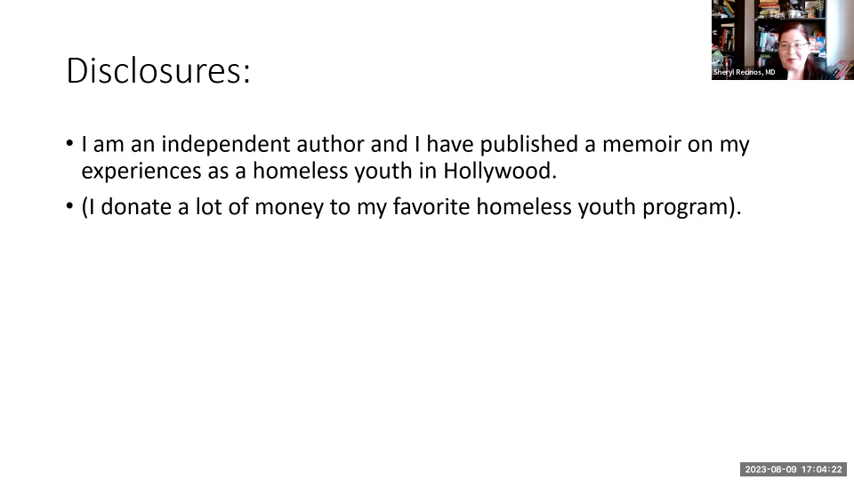 Sheryl Recinos, MD
Disclosures:
• I am an independent author and I have published a memoir on my
experiences as a homeless youth in Hollywood.
• (I donate a lot of money to my favorite homeless youth program).
2023-08-09 17:04:22